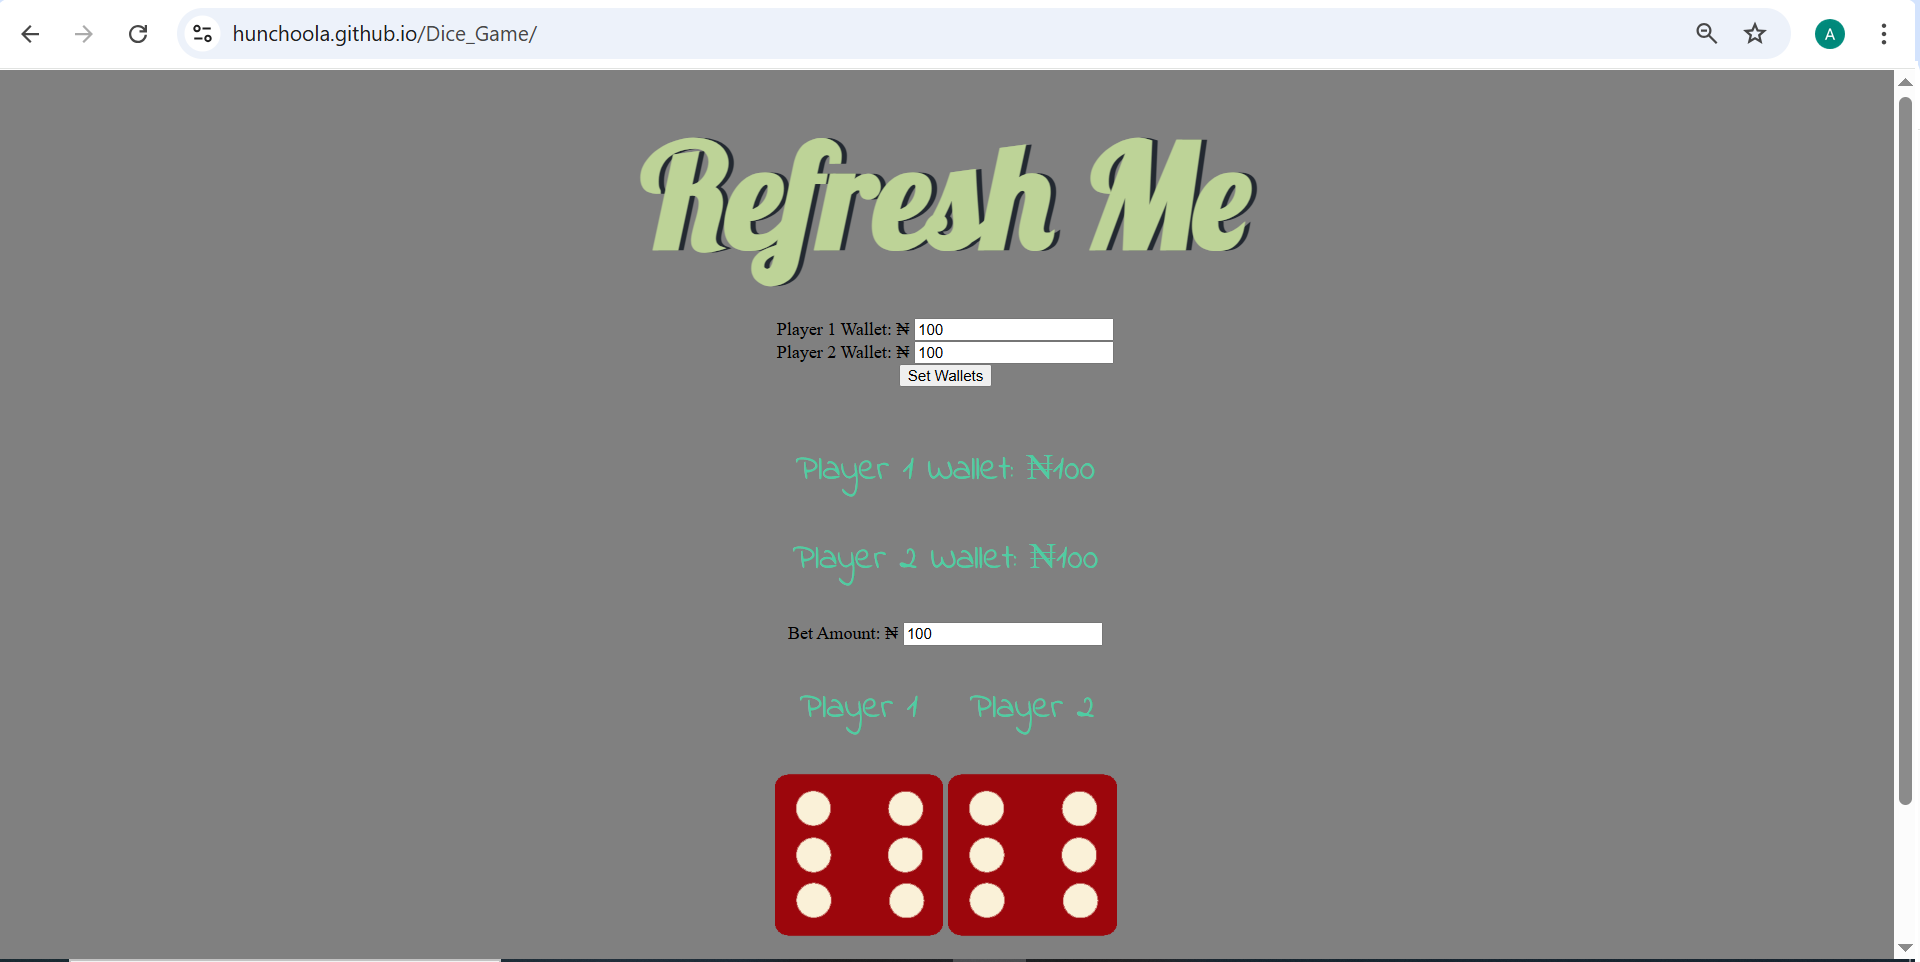 hunchoola.github.io/Dice_Game/
A
Refresh Me
Player 1 Wallet: ₦ 100
Player 2 Wallet: ₦ 100
Set Wallets
Player 1 Wallet: ₦100
Player 2 Wallet: ₦100
Bet Amount: ₦ 100
Player 1 Player 2